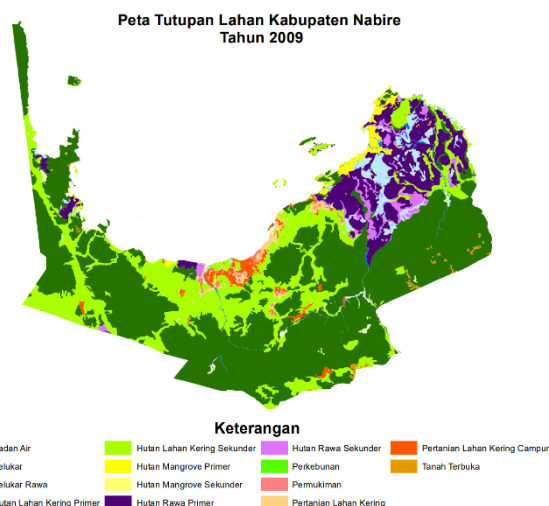 Peta Tutupan Lahan Kabupaten Nabire
Tahun 2009
Keterangan
adan Air
elukar
elukar Rawa
utan Lahan Kering Primer
Hutan Lahan Kering Sekunder
Hutan Mangrove Primer
Hutan Mangrove Sekunder
Hutan Rawa Primer
Hutan Rawa Sekunder
Perkebunan
Permukiman
Pertanian Lahan Kering
Pertanian Lahan Kering Campur
Tanah Terbuka